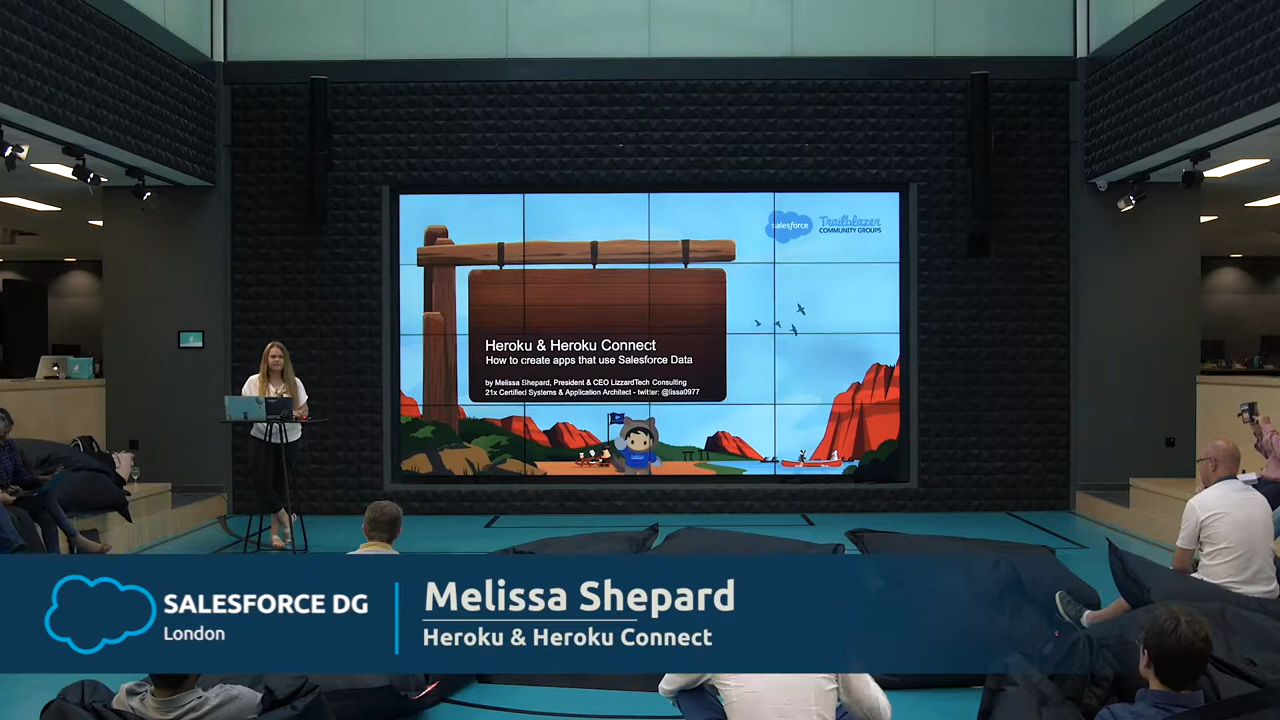 salesforce
Trailblazer
COMMUNITY GROUPS
Heroku & Heroku Connect
How to create apps that use Salesforce Data
by Melissa Shepard, President & CEO LizzardTech Consulting
21x Certified Systems & Application Architect - twitter: @lissa0977
SALESFORCE DG
London
Melissa Shepard
Heroku & Heroku Connect